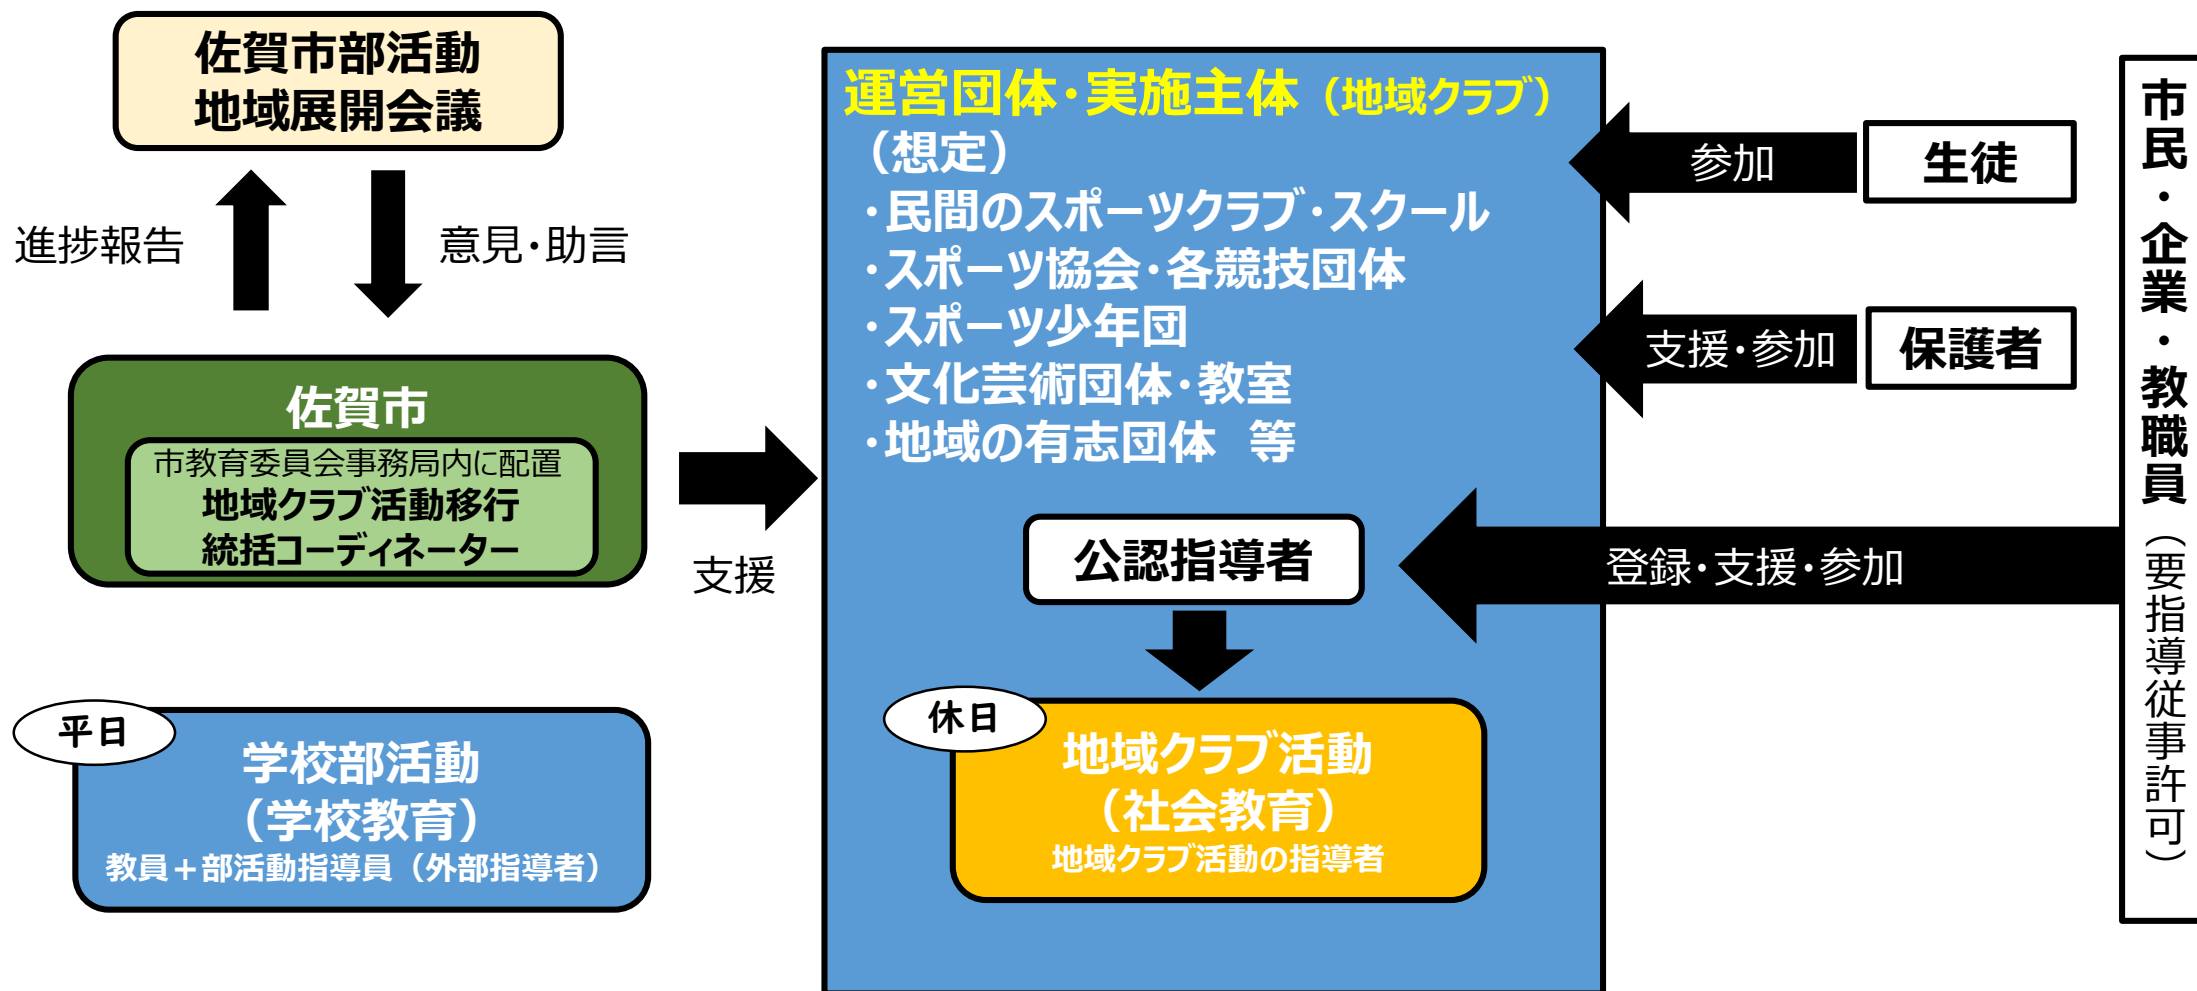 佐賀市部活動
地域展開会議
進捗報告
意見・助言
佐賀市
市教育委員会事務局内に配置
地域クラブ活動移行
統括コーディネーター
支援
平日
学校部活動
（学校教育）
教員＋部活動指導員（外部指導者）
運営団体・実施主体（地域クラブ）
（想定）
・民間のスポーツクラブ・スクール
・スポーツ協会・各競技団体
・スポーツ少年団
・文化芸術団体・教室
・地域の有志団体　等
公認指導者
休日
地域クラブ活動
（社会教育）
地域クラブ活動の指導者
参加
生徒
支援・参加
保護者
登録・支援・参加
市民・企業・教職員（要指導従事許可）